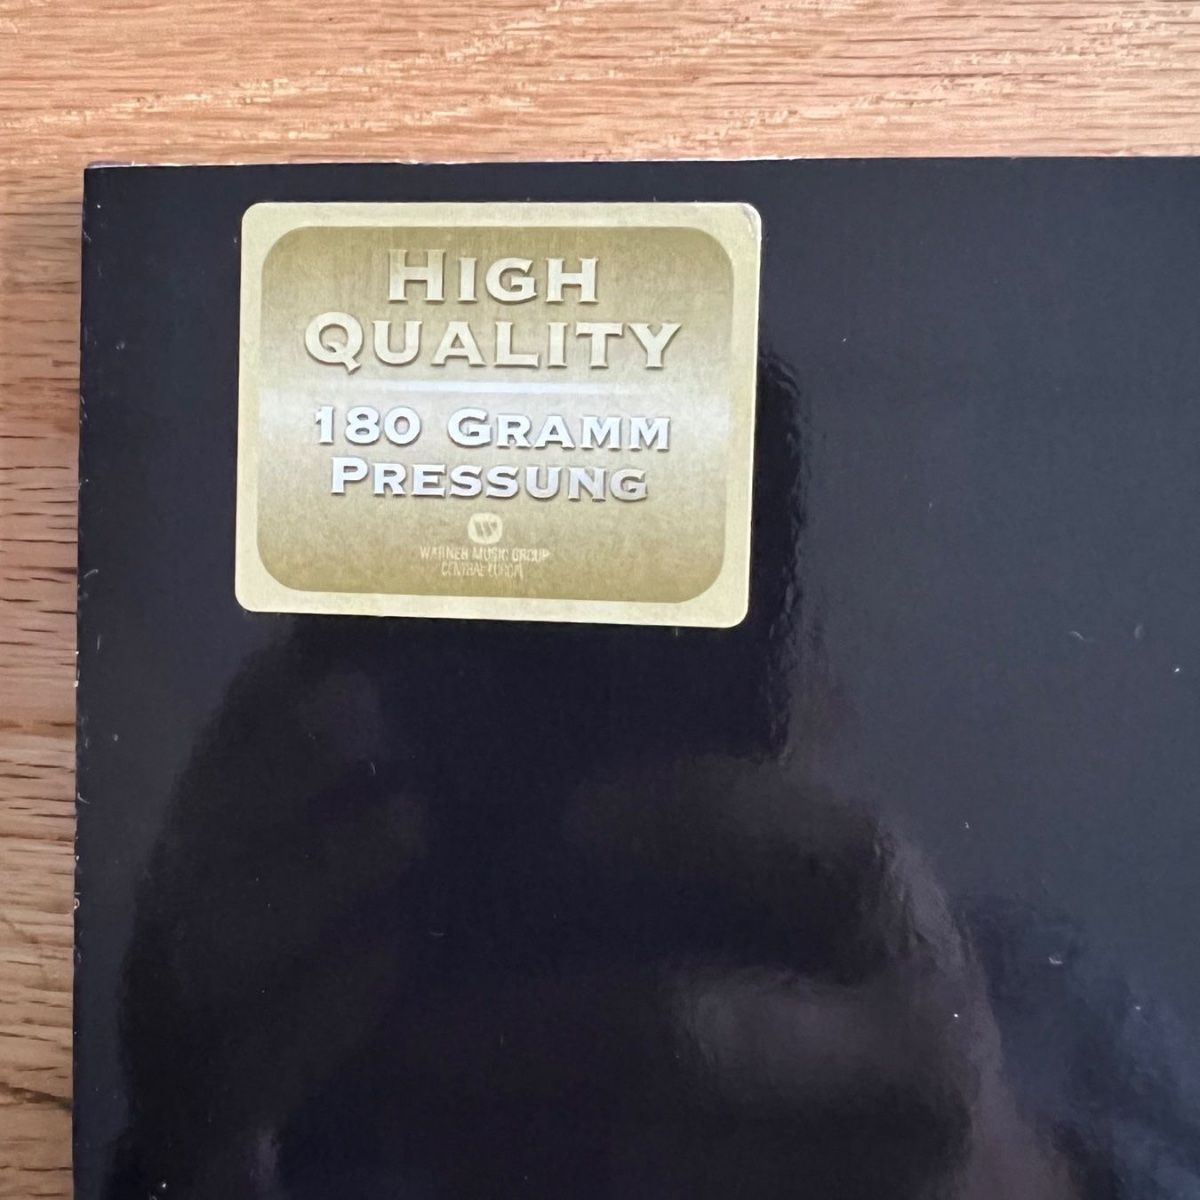 HIGH
QUALITY
180 GRAMM
PRESSUNG
WARNER MUSIC GROUP
CENTRAL EUROPE